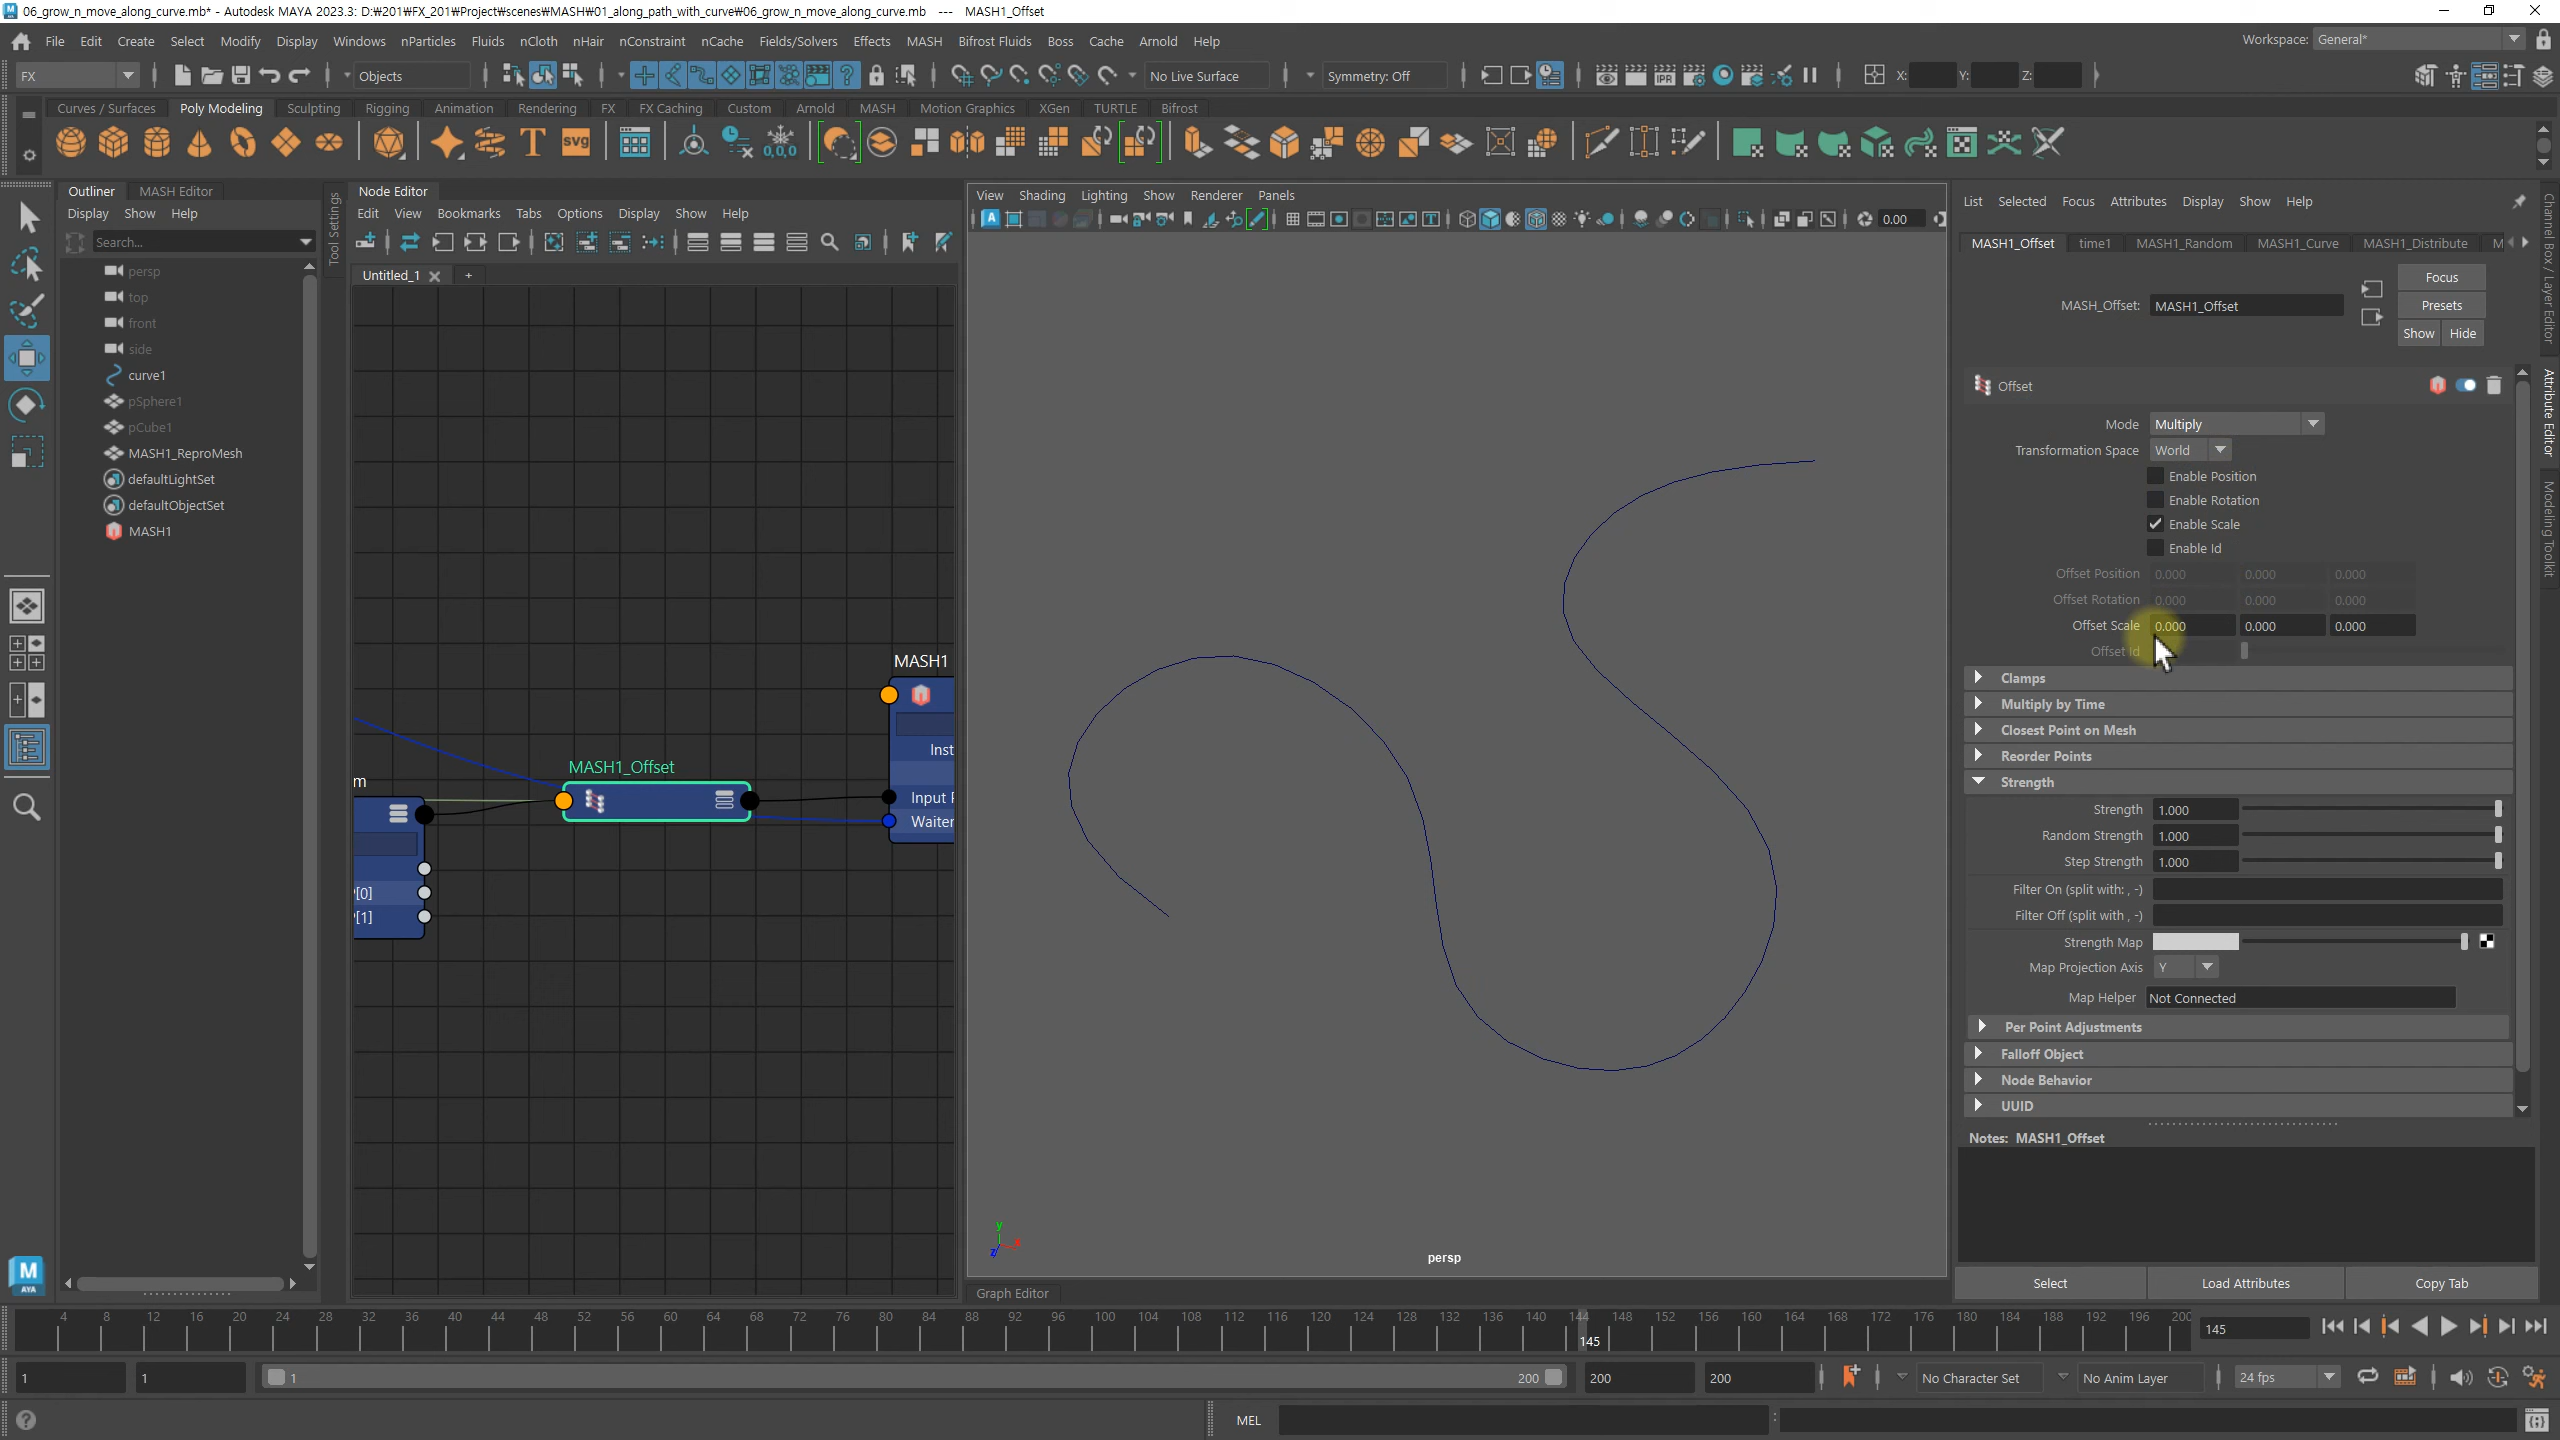 06_grow_n_move_along_curve.mb* - Autodesk MAYA 2023.3: D:₩201₩FX_201₩Project₩scenes₩MASH₩01_along_path_with_curve₩06_grow_n_move_along_curve.mb --- MASH1_Offset
File Edit Create Select Modify Display Windows nParticles Fluids nCloth nHair nConstraint nCache Fields/Solvers Effects MASH Bifrost Fluids Boss Cache Arnold Help
Workspace: General*
FX Objects No Live Surface Symmetry: Off X: Y: Z:
Curves / Surfaces Poly Modeling Sculpting Rigging Animation Rendering FX FX Caching Custom Arnold MASH Motion Graphics XGen TURTLE Bifrost
Outliner MASH Editor
Display Show Help
Search...
persp
top
front
side
curve1
pSphere1
pCube1
MASH1_ReproMesh
defaultLightSet
defaultObjectSet
MASH1
Tool Settings
Node Editor
Edit View Bookmarks Tabs Options Display Show Help
Untitled_1 +
m
[0]
[1]
MASH1_Offset
MASH1
Inst
Input P
Waiter
View Shading Lighting Show Renderer Panels
0.00
persp
Graph Editor
List Selected Focus Attributes Display Show Help
MASH1_Offset time1 MASH1_Random MASH1_Curve MASH1_Distribute M
MASH_Offset: MASH1_Offset
Focus
Presets
Show Hide
Offset
Mode Multiply
Transformation Space World
Enable Position
Enable Rotation
Enable Scale
Enable Id
Offset Position 0.000 0.000 0.000
Offset Rotation 0.000 0.000 0.000
Offset Scale 0.000 0.000 0.000
Offset Id
Clamps
Multiply by Time
Closest Point on Mesh
Reorder Points
Strength
Strength 1.000
Random Strength 1.000
Step Strength 1.000
Filter On (split with: , -)
Filter Off (split with , -)
Strength Map
Map Projection Axis Y
Map Helper Not Connected
Per Point Adjustments
Falloff Object
Node Behavior
UUID
Notes: MASH1_Offset
Select Load Attributes Copy Tab
Channel Box / Layer Editor
Attribute Editor
Modeling Toolkit
4 8 12 16 20 24 28 32 36 40 44 48 52 56 60 64 68 72 76 80 84 88 92 96 100 104 108 112 116 120 124 128 132 136 140 144 148 152 156 160 164 168 172 176 180 184 188 192 196 200
145
145
1 1 1 200 200 200 No Character Set No Anim Layer 24 fps
MEL
M
AYA